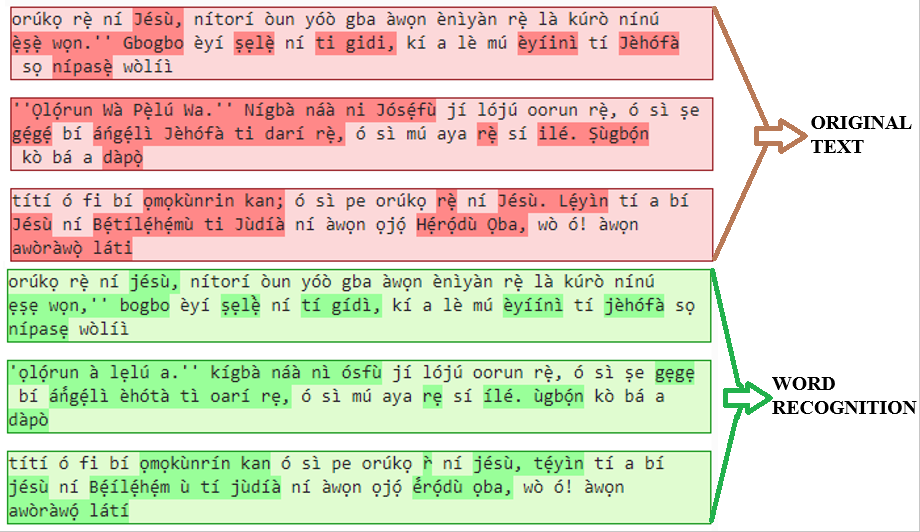 orúkọ rẹ̀ ní Jésù, nítorí òun yóò gba àwọn ènìyàn rẹ̀ là kúrò nínú
ẹ̀ṣẹ̀ wọn.'' Gbogbo èyí ṣẹlẹ̀ ní ti gidi, kí a lè mú èyíinì tí Jèhófà
sọ nípasẹ̀ wòlíì
''Ọlọ́run Wà Pẹ̀lú Wa.'' Nígbà náà ni Jósẹ́fù jí lójú oorun rẹ̀, ó sì ṣe
gẹ́gẹ́ bí áńgẹ́lì Jèhófà ti darí rẹ̀, ó sì mú aya rẹ̀ sí ilé. Ṣùgbọ́n
kò bá a dàpọ̀
títí ó fi bí ọmọkùnrin kan; ó sì pe orúkọ rẹ̀ ní Jésù. Lẹ́yìn tí a bí
Jésù ní Bẹ́tílẹ́hẹ́mù ti Jùdíà ní àwọn ọjọ́ Hẹ́rọ́dù Ọba, wò ó! àwọn
awòràwọ̀ láti
ORIGINAL
TEXT
orúkọ rẹ̀ ní jésù, nítorí òun yóò gba àwọn ènìyàn rẹ̀ là kúrò nínú
ẹṣẹ wọn,'' bogbo èyí ṣẹlẹ̀ ní tí gídì, kí a lè mú èyíínì tí jèhófà sọ
nípasẹ wòlíì
'ọlọ́run à lẹlú a.'' kígbà náà nì ósfù jí lójú oorun rẹ̀, ó sì ṣe gẹgẹ
bí áńgẹ́lì èhótà tì oarí rẹ, ó sì mú aya rẹ sí ílé. ùgbọ́n kò bá a
dàpò
títí ó fi bí ọmọkùnrín kan ó sì pe orúkọ r̀ ní jésù, tẹ́yìn tí a bí
jésù ní Bẹ́ílẹ́hẹ́m ù tí jùdíà ní àwọn ọjọ́ ẹ́rọ́dù ọba, wò ó! àwọn
awòràwọ́ látí
WORD
RECOGNITION